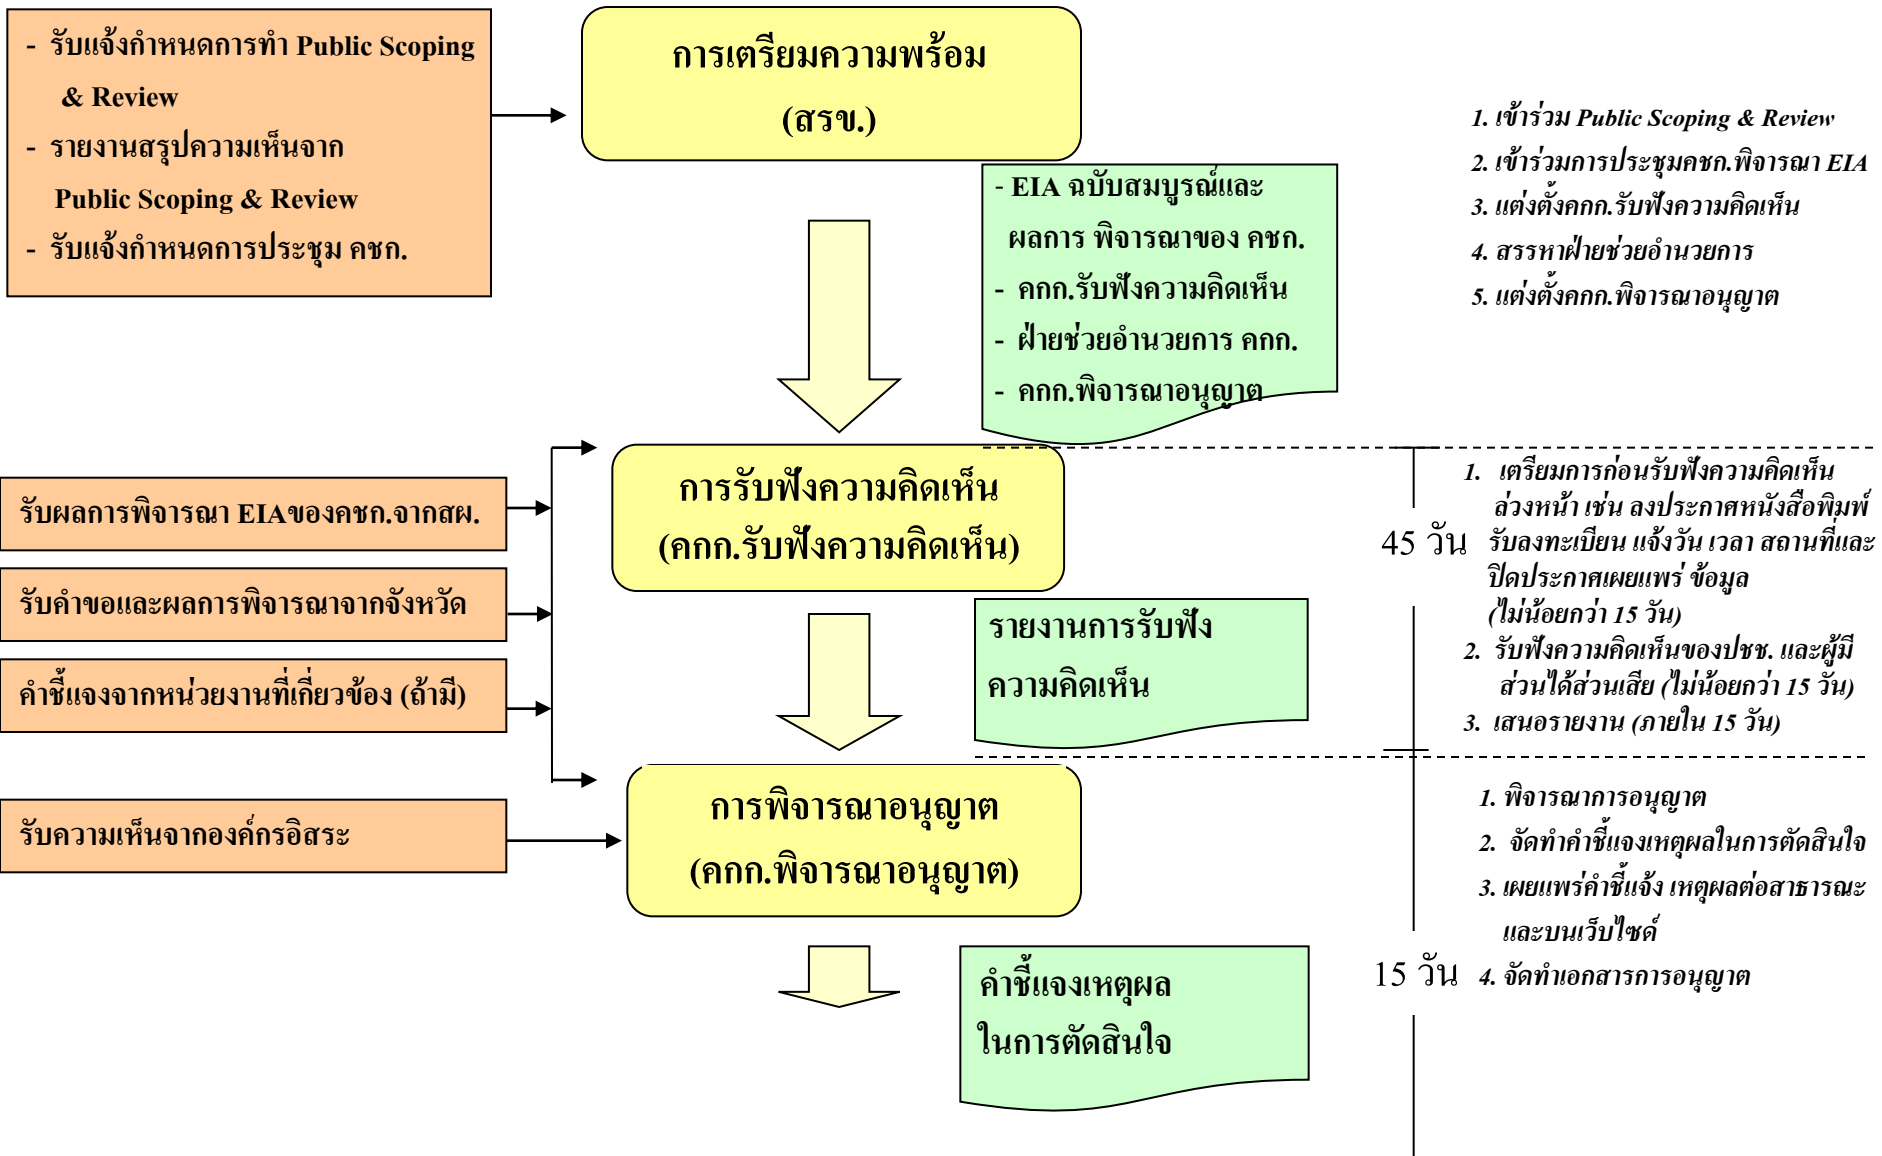 - รับแจ้งกำหนดการทำ Public Scoping
& Review
- รายงานสรุปความเห็นจาก
Public Scoping & Review
- รับแจ้งกำหนดการประชุม คชก.
การเตรียมความพร้อม
(สรข.)
1. เข้าร่วม Public Scoping & Review
2. เข้าร่วมการประชุมคชก.พิจารณา EIA
3. แต่งตั้งคกก.รับฟังความคิดเห็น
4. สรรหาฝ่ายช่วยอำนวยการ
5. แต่งตั้งคกก.พิจารณาอนุญาต
- EIA ฉบับสมบูรณ์และ
ผลการ พิจารณาของ คชก.
- คกก.รับฟังความคิดเห็น
- ฝ่ายช่วยอำนวยการ คกก.
- คกก.พิจารณาอนุญาต
รับผลการพิจารณา EIAของคชก.จากสผ.
รับคำขอและผลการพิจารณาจากจังหวัด
คำชี้แจงจากหน่วยงานที่เกี่ยวข้อง (ถ้ามี)
การรับฟังความคิดเห็น
(คกก.รับฟังความคิดเห็น)
45 วัน
1. เตรียมการก่อนรับฟังความคิดเห็น
ล่วงหน้า เช่น ลงประกาศหนังสือพิมพ์
รับลงทะเบียน แจ้งวัน เวลา สถานที่และ
ปิดประกาศเผยแพร่ ข้อมูล
(ไม่น้อยกว่า 15 วัน)
2. รับฟังความคิดเห็นของปชช. และผู้มี
ส่วนได้ส่วนเสีย (ไม่น้อยกว่า 15 วัน)
3. เสนอรายงาน (ภายใน 15 วัน)
รายงานการรับฟัง
ความคิดเห็น
รับความเห็นจากองค์กรอิสระ
การพิจารณาอนุญาต
(คกก.พิจารณาอนุญาต)
15 วัน
1. พิจารณาการอนุญาต
2. จัดทำคำชี้แจงเหตุผลในการตัดสินใจ
3. เผยแพร่คำชี้แจ้ง เหตุผลต่อสาธารณะ
และบนเว็บไซด์
4. จัดทำเอกสารการอนุญาต
คำชี้แจงเหตุผล
ในการตัดสินใจ